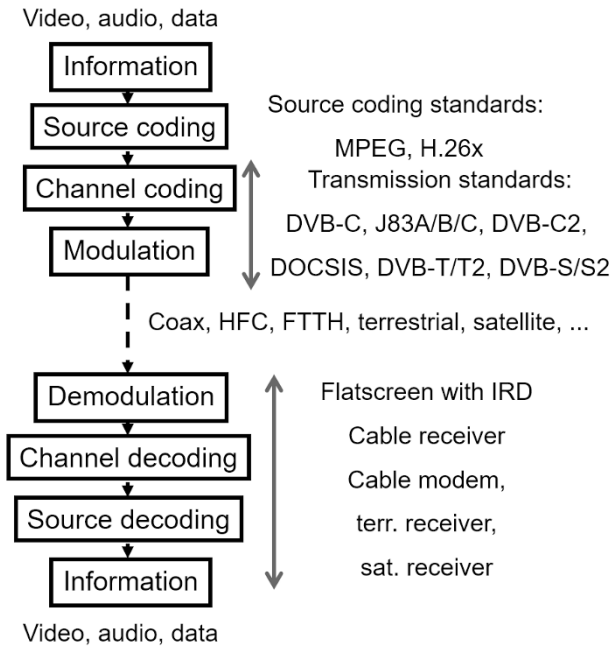 Video, audio, data
Information
Source coding
Source coding standards:
MPEG, H.26x
Channel coding
Transmission standards:
DVB-C, J83A/B/C, DVB-C2,
Modulation
DOCSIS, DVB-T/T2, DVB-S/S2
Coax, HFC, FTTH, terrestrial, satellite, ...
Demodulation
Flatscreen with IRD
Channel decoding
Cable receiver
Cable modem,
Source decoding
terr. receiver,
Information
sat. receiver
Video, audio, data